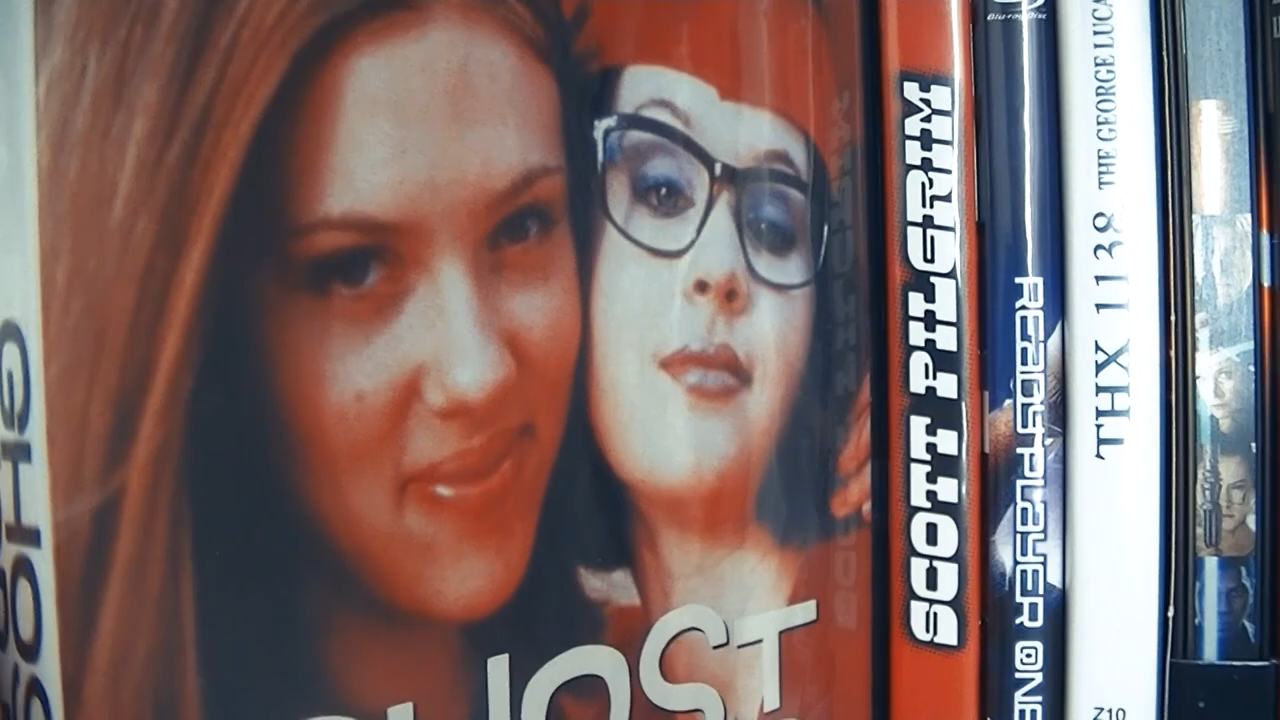 GHOS
GHOST
SCOTT PILGRIM
Blu-ray Disc
READY PLAYER ONE
THX 1138 THE GEORGE LUCA
Z10